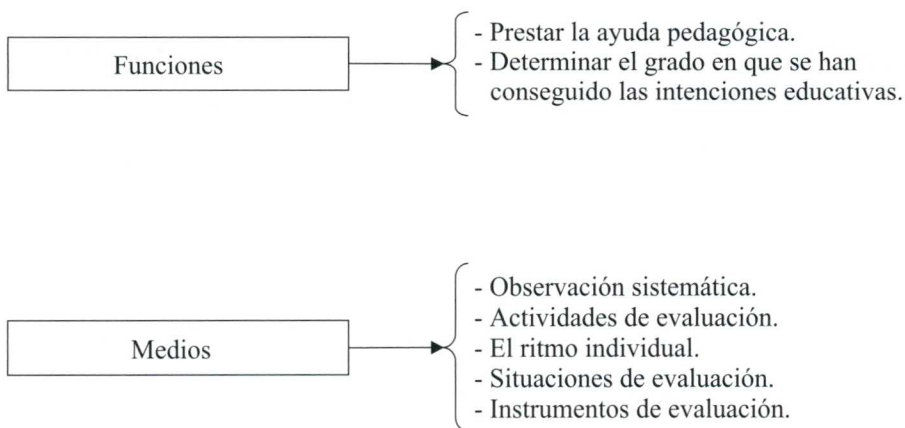 Funciones
- Prestar la ayuda pedagógica.
- Determinar el grado en que se han
conseguido las intenciones educativas.
Medios
- Observación sistemática.
- Actividades de evaluación.
- El ritmo individual.
- Situaciones de evaluación.
- Instrumentos de evaluación.